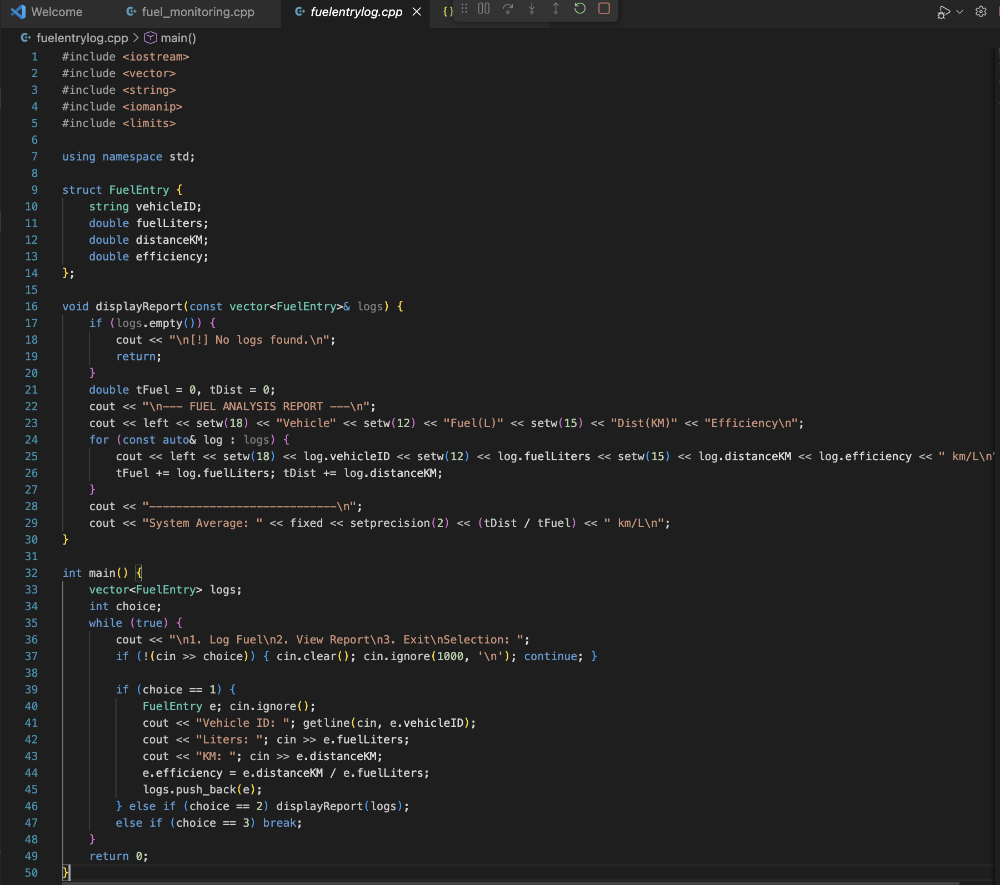 Welcome
fuel_monitoring.cpp
fuelentrylog.cpp
{}
fuelentrylog.cpp > main()
1 #include <iostream>
2 #include <vector>
3 #include <string>
4 #include <iomanip>
5 #include <limits>
6
7 using namespace std;
8
9 struct FuelEntry {
10     string vehicleID;
11     double fuelLiters;
12     double distanceKM;
13     double efficiency;
14 };
15
16 void displayReport(const vector<FuelEntry>& logs) {
17     if (logs.empty()) {
18         cout << "\n[!] No logs found.\n";
19         return;
20     }
21     double tFuel = 0, tDist = 0;
22     cout << "\n--- FUEL ANALYSIS REPORT ---\n";
23     cout << left << setw(18) << "Vehicle" << setw(12) << "Fuel(L)" << setw(15) << "Dist(KM)" << "Efficiency\n";
24     for (const auto& log : logs) {
25         cout << left << setw(18) << log.vehicleID << setw(12) << log.fuelLiters << setw(15) << log.distanceKM << log.efficiency << " km/L\n"
26         tFuel += log.fuelLiters; tDist += log.distanceKM;
27     }
28     cout << "----------------------------\n";
29     cout << "System Average: " << fixed << setprecision(2) << (tDist / tFuel) << " km/L\n";
30 }
31
32 int main() {
33     vector<FuelEntry> logs;
34     int choice;
35     while (true) {
36         cout << "\n1. Log Fuel\n2. View Report\n3. Exit\nSelection: ";
37         if (!(cin >> choice)) { cin.clear(); cin.ignore(1000, '\n'); continue; }
38
39         if (choice == 1) {
40             FuelEntry e; cin.ignore();
41             cout << "Vehicle ID: "; getline(cin, e.vehicleID);
42             cout << "Liters: "; cin >> e.fuelLiters;
43             cout << "KM: "; cin >> e.distanceKM;
44             e.efficiency = e.distanceKM / e.fuelLiters;
45             logs.push_back(e);
46         } else if (choice == 2) displayReport(logs);
47         else if (choice == 3) break;
48     }
49     return 0;
50 }